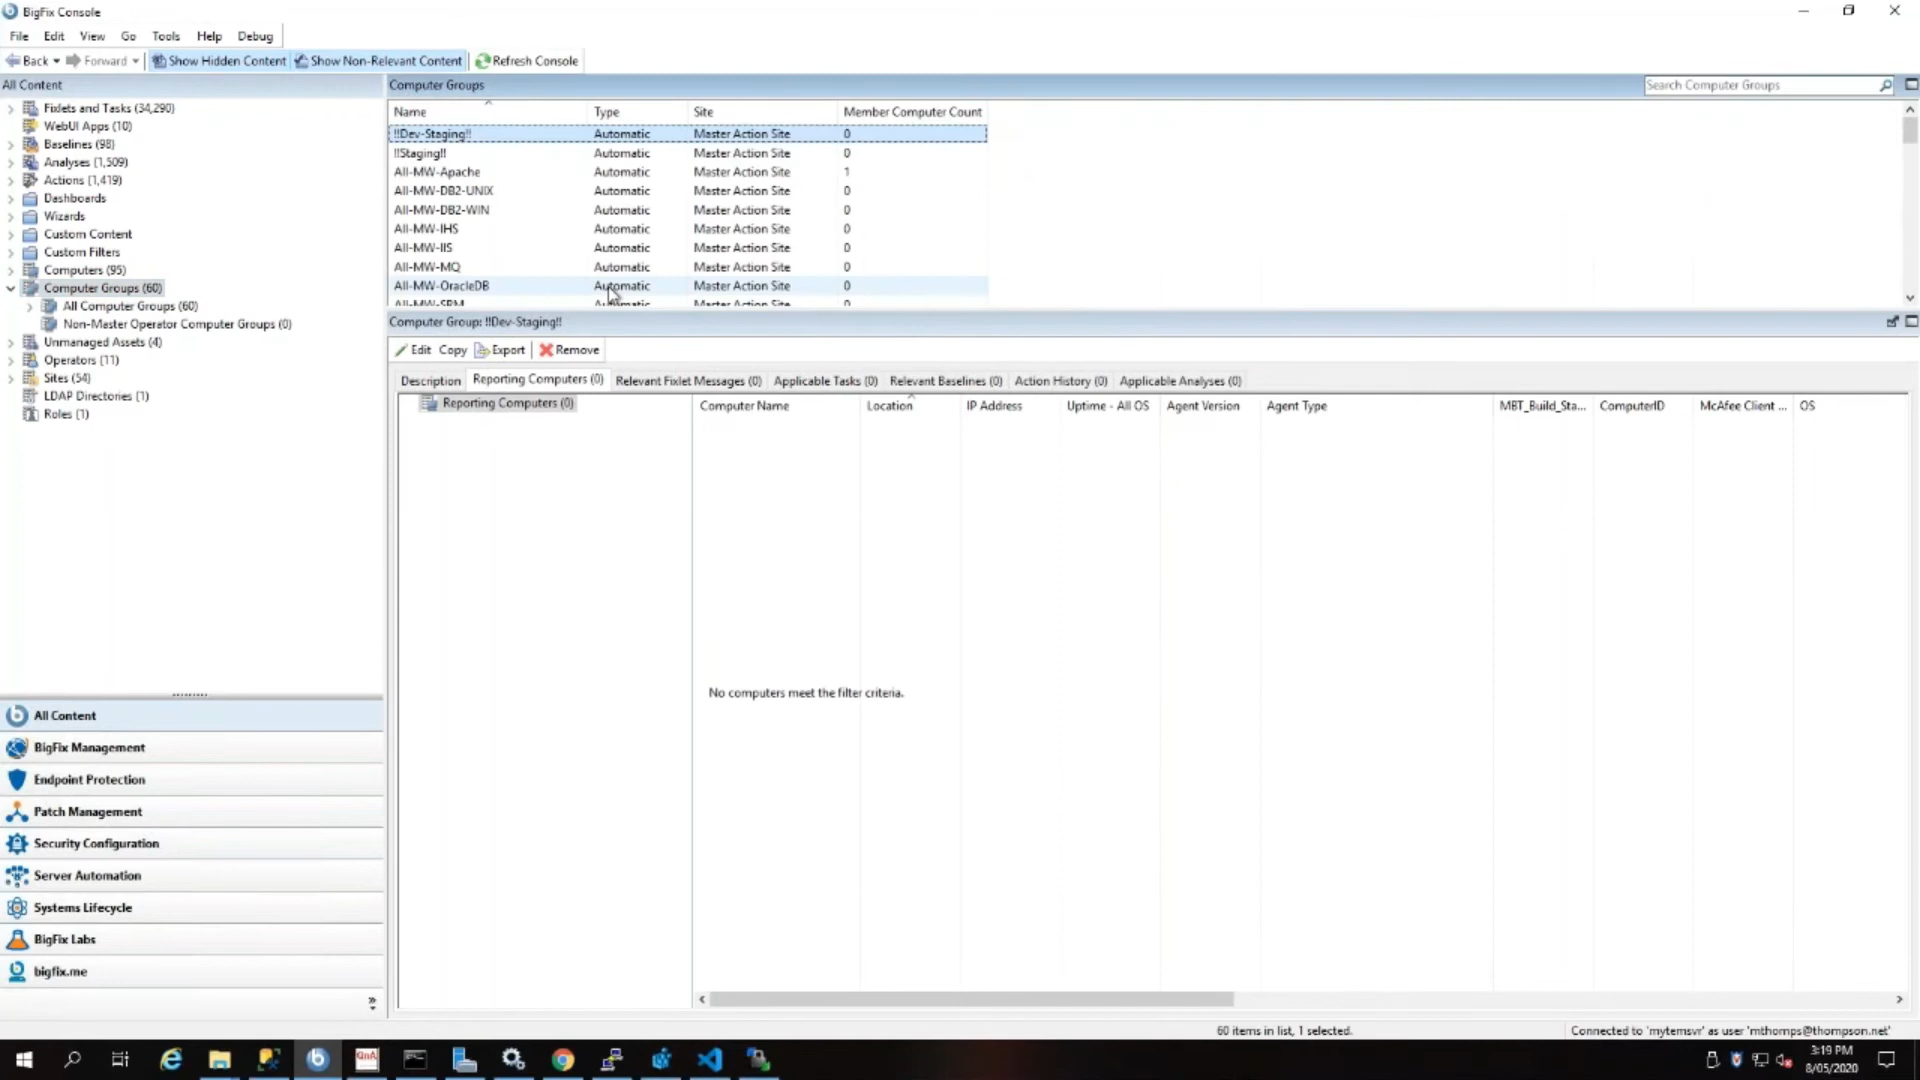 BigFix Console
File Edit View Go Tools Help Debug
Back Forward Show Hidden Content Show Non-Relevant Content Refresh Console
All Content
Fixlets and Tasks (34,290)
WebUI Apps (10)
Baselines (98)
Analyses (1,509)
Actions (1,419)
Dashboards
Wizards
Custom Content
Custom Filters
Computers (95)
Computer Groups (60)
All Computer Groups (60)
Non-Master Operator Computer Groups (0)
Unmanaged Assets (4)
Operators (11)
Sites (54)
LDAP Directories (1)
Roles (1)
All Content
BigFix Management
Endpoint Protection
Patch Management
Security Configuration
Server Automation
Systems Lifecycle
BigFix Labs
bigfix.me
Computer Groups Search Computer Groups
Name Type Site Member Computer Count
!!Dev-Staging!! Automatic Master Action Site 0
!!Staging!! Automatic Master Action Site 0
All-MW-Apache Automatic Master Action Site 1
All-MW-DB2-UNIX Automatic Master Action Site 0
All-MW-DB2-WIN Automatic Master Action Site 0
All-MW-IHS Automatic Master Action Site 0
All-MW-IIS Automatic Master Action Site 0
All-MW-MQ Automatic Master Action Site 0
All-MW-OracleDB Automatic Master Action Site 0
All-MW-SRM Automatic Master Action Site 0
Computer Group: !!Dev-Staging!!
Edit Copy Export Remove
Description Reporting Computers (0) Relevant Fixlet Messages (0) Applicable Tasks (0) Relevant Baselines (0) Action History (0) Applicable Analyses (0)
Reporting Computers (0)
Computer Name Location IP Address Uptime - All OS Agent Version Agent Type MBT_Build_Sta... ComputerID McAfee Client ... OS
No computers meet the filter criteria.
60 items in list, 1 selected.
Connected to 'mytemsvr' as user 'mthomps@thompson.net'
QnA
3:19 PM
8/05/2020